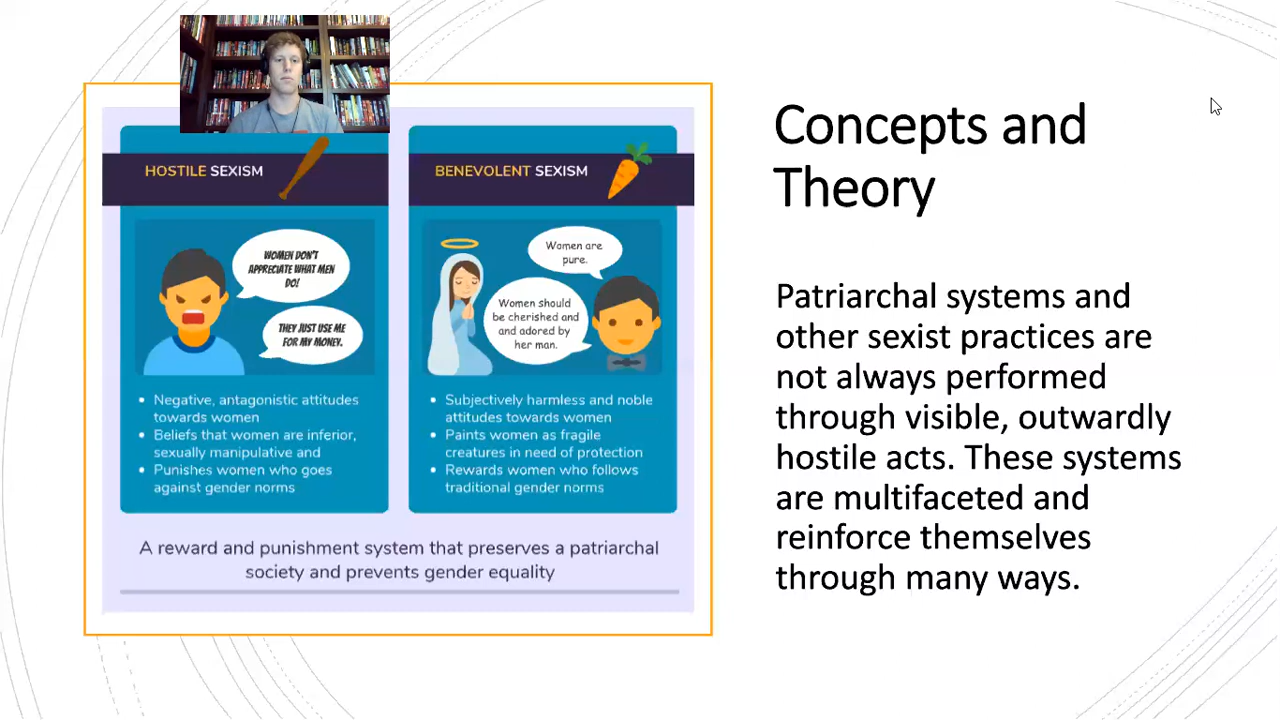 HOSTILE SEXISM
WOMEN DON'T
APPRECIATE WHAT MEN
DO!
THEY JUST USE ME
FOR MY MONEY.
Negative, antagonistic attitudes
towards women
Beliefs that women are inferior,
sexually manipulative and
Punishes women who goes
against gender norms
BENEVOLENT SEXISM
Women are
pure.
Women should
be cherished and
and adored by
her man.
Subjectively harmless and noble
attitudes towards women
Paints women as fragile
creatures in need of protection
Rewards women who follows
traditional gender norms
A reward and punishment system that preserves a patriarchal
society and prevents gender equality
Concepts and
Theory
Patriarchal systems and
other sexist practices are
not always performed
through visible, outwardly
hostile acts. These systems
are multifaceted and
reinforce themselves
through many ways.